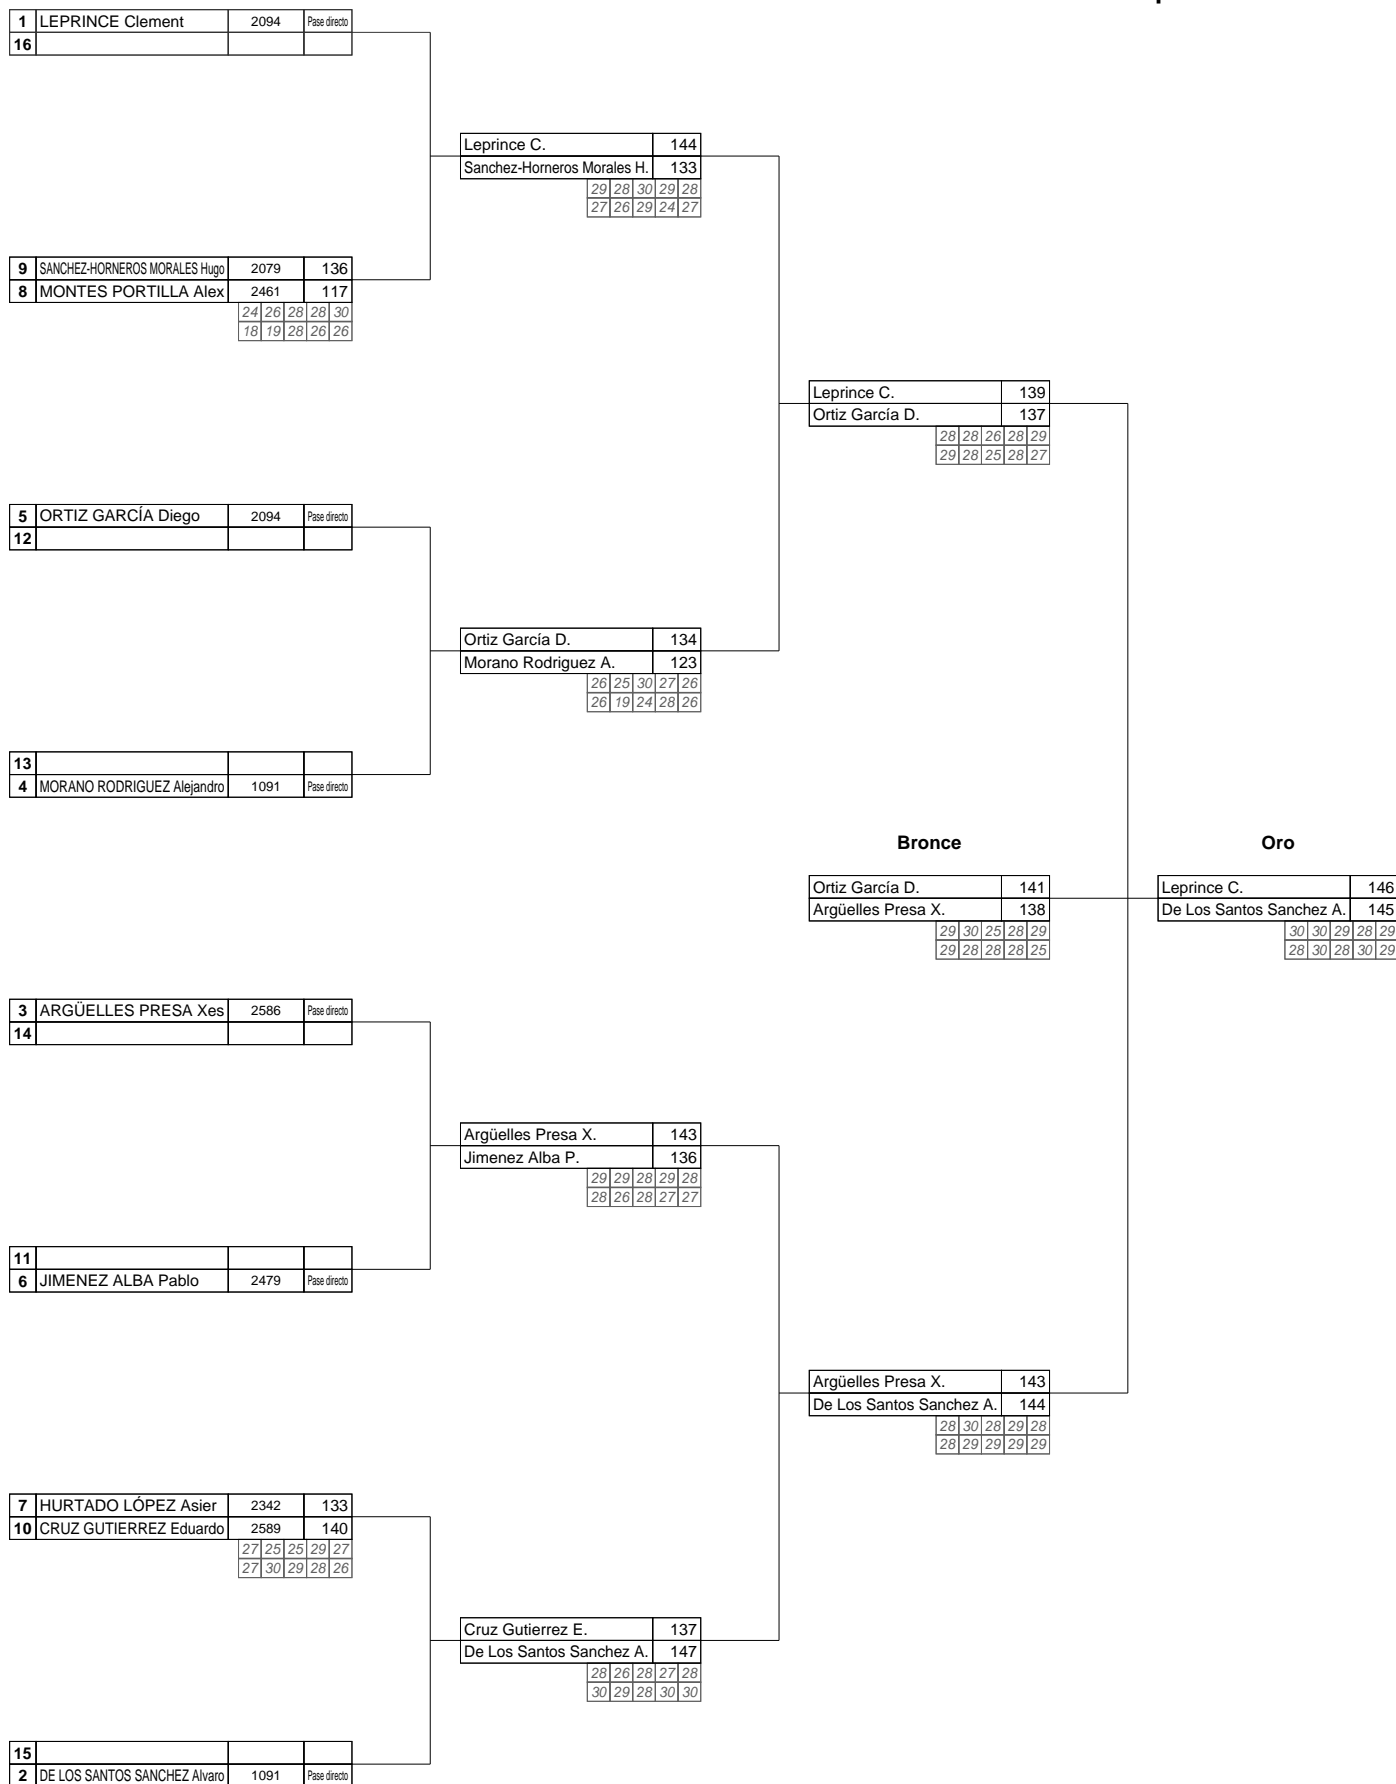 1 LEPRINCE Clement 2094 Pase directo
16
Leprince C. 144
Sanchez-Horneros Morales H. 133
29 28 30 29 28
27 26 29 24 27
9 SANCHEZ-HORNEROS MORALES Hugo 2079 136
8 MONTES PORTILLA Alex 2461 117
24 26 28 28 30
18 19 28 26 26
Leprince C. 139
Ortiz García D. 137
28 28 26 28 29
29 28 25 28 27
5 ORTIZ GARCÍA Diego 2094 Pase directo
12
Ortiz García D. 134
Morano Rodriguez A. 123
26 25 30 27 26
26 19 24 28 26
13
4 MORANO RODRIGUEZ Alejandro 1091 Pase directo
Bronce Oro
Ortiz García D. 141 Leprince C. 146
Argüelles Presa X. 138 De Los Santos Sanchez A. 145
29 30 25 28 29 30 30 29 28 29
29 28 28 28 25 28 30 28 30 29
3 ARGÜELLES PRESA Xes 2586 Pase directo
14
Argüelles Presa X. 143
Jimenez Alba P. 136
29 29 28 29 28
28 26 28 27 27
11
6 JIMENEZ ALBA Pablo 2479 Pase directo
Argüelles Presa X. 143
De Los Santos Sanchez A. 144
28 30 28 29 28
28 29 29 29 29
7 HURTADO LÓPEZ Asier 2342 133
10 CRUZ GUTIERREZ Eduardo 2589 140
27 25 25 29 27
27 30 29 28 26
Cruz Gutierrez E. 137
De Los Santos Sanchez A. 147
28 26 28 27 28
30 29 28 30 30
15
2 DE LOS SANTOS SANCHEZ Alvaro 1091 Pase directo